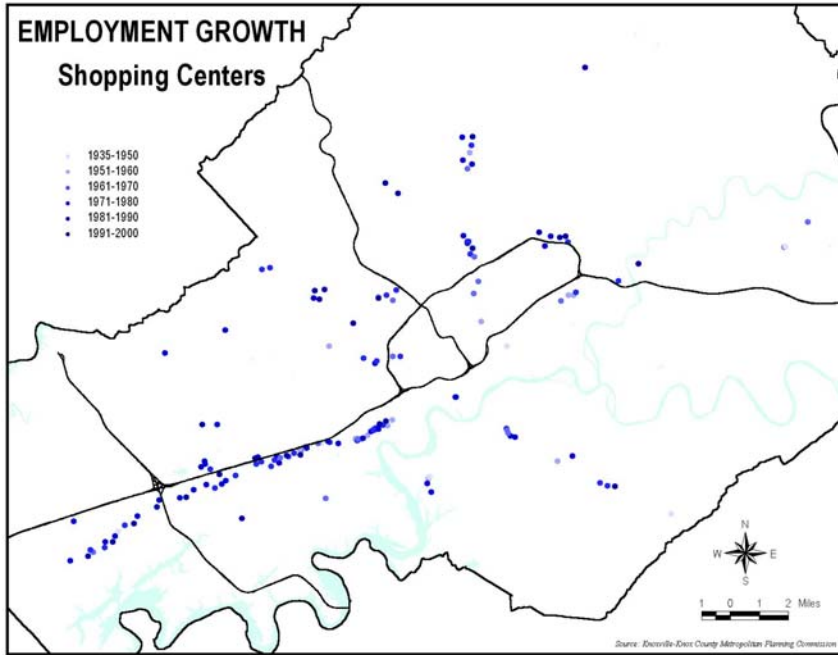 EMPLOYMENT GROWTH
Shopping Centers
1935-1950
1951-1960
1961-1970
1971-1980
1981-1990
1991-2000
N
W E
S
1 0 1 2 Miles
Source: Knoxville-Knox County Metropolitan Planning Commission